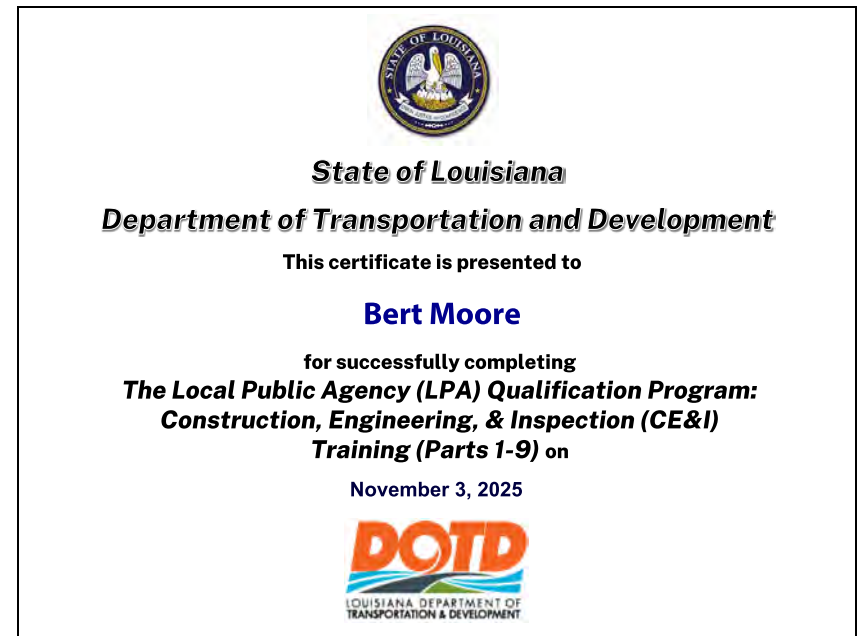 STATE OF LOUISIANA
State of Louisiana
Department of Transportation and Development
This certificate is presented to
Bert Moore
for successfully completing
The Local Public Agency (LPA) Qualification Program:
Construction, Engineering, & Inspection (CE&I)
Training (Parts 1-9) on
November 3, 2025
DOTD
LOUISIANA DEPARTMENT OF
TRANSPORTATION & DEVELOPMENT